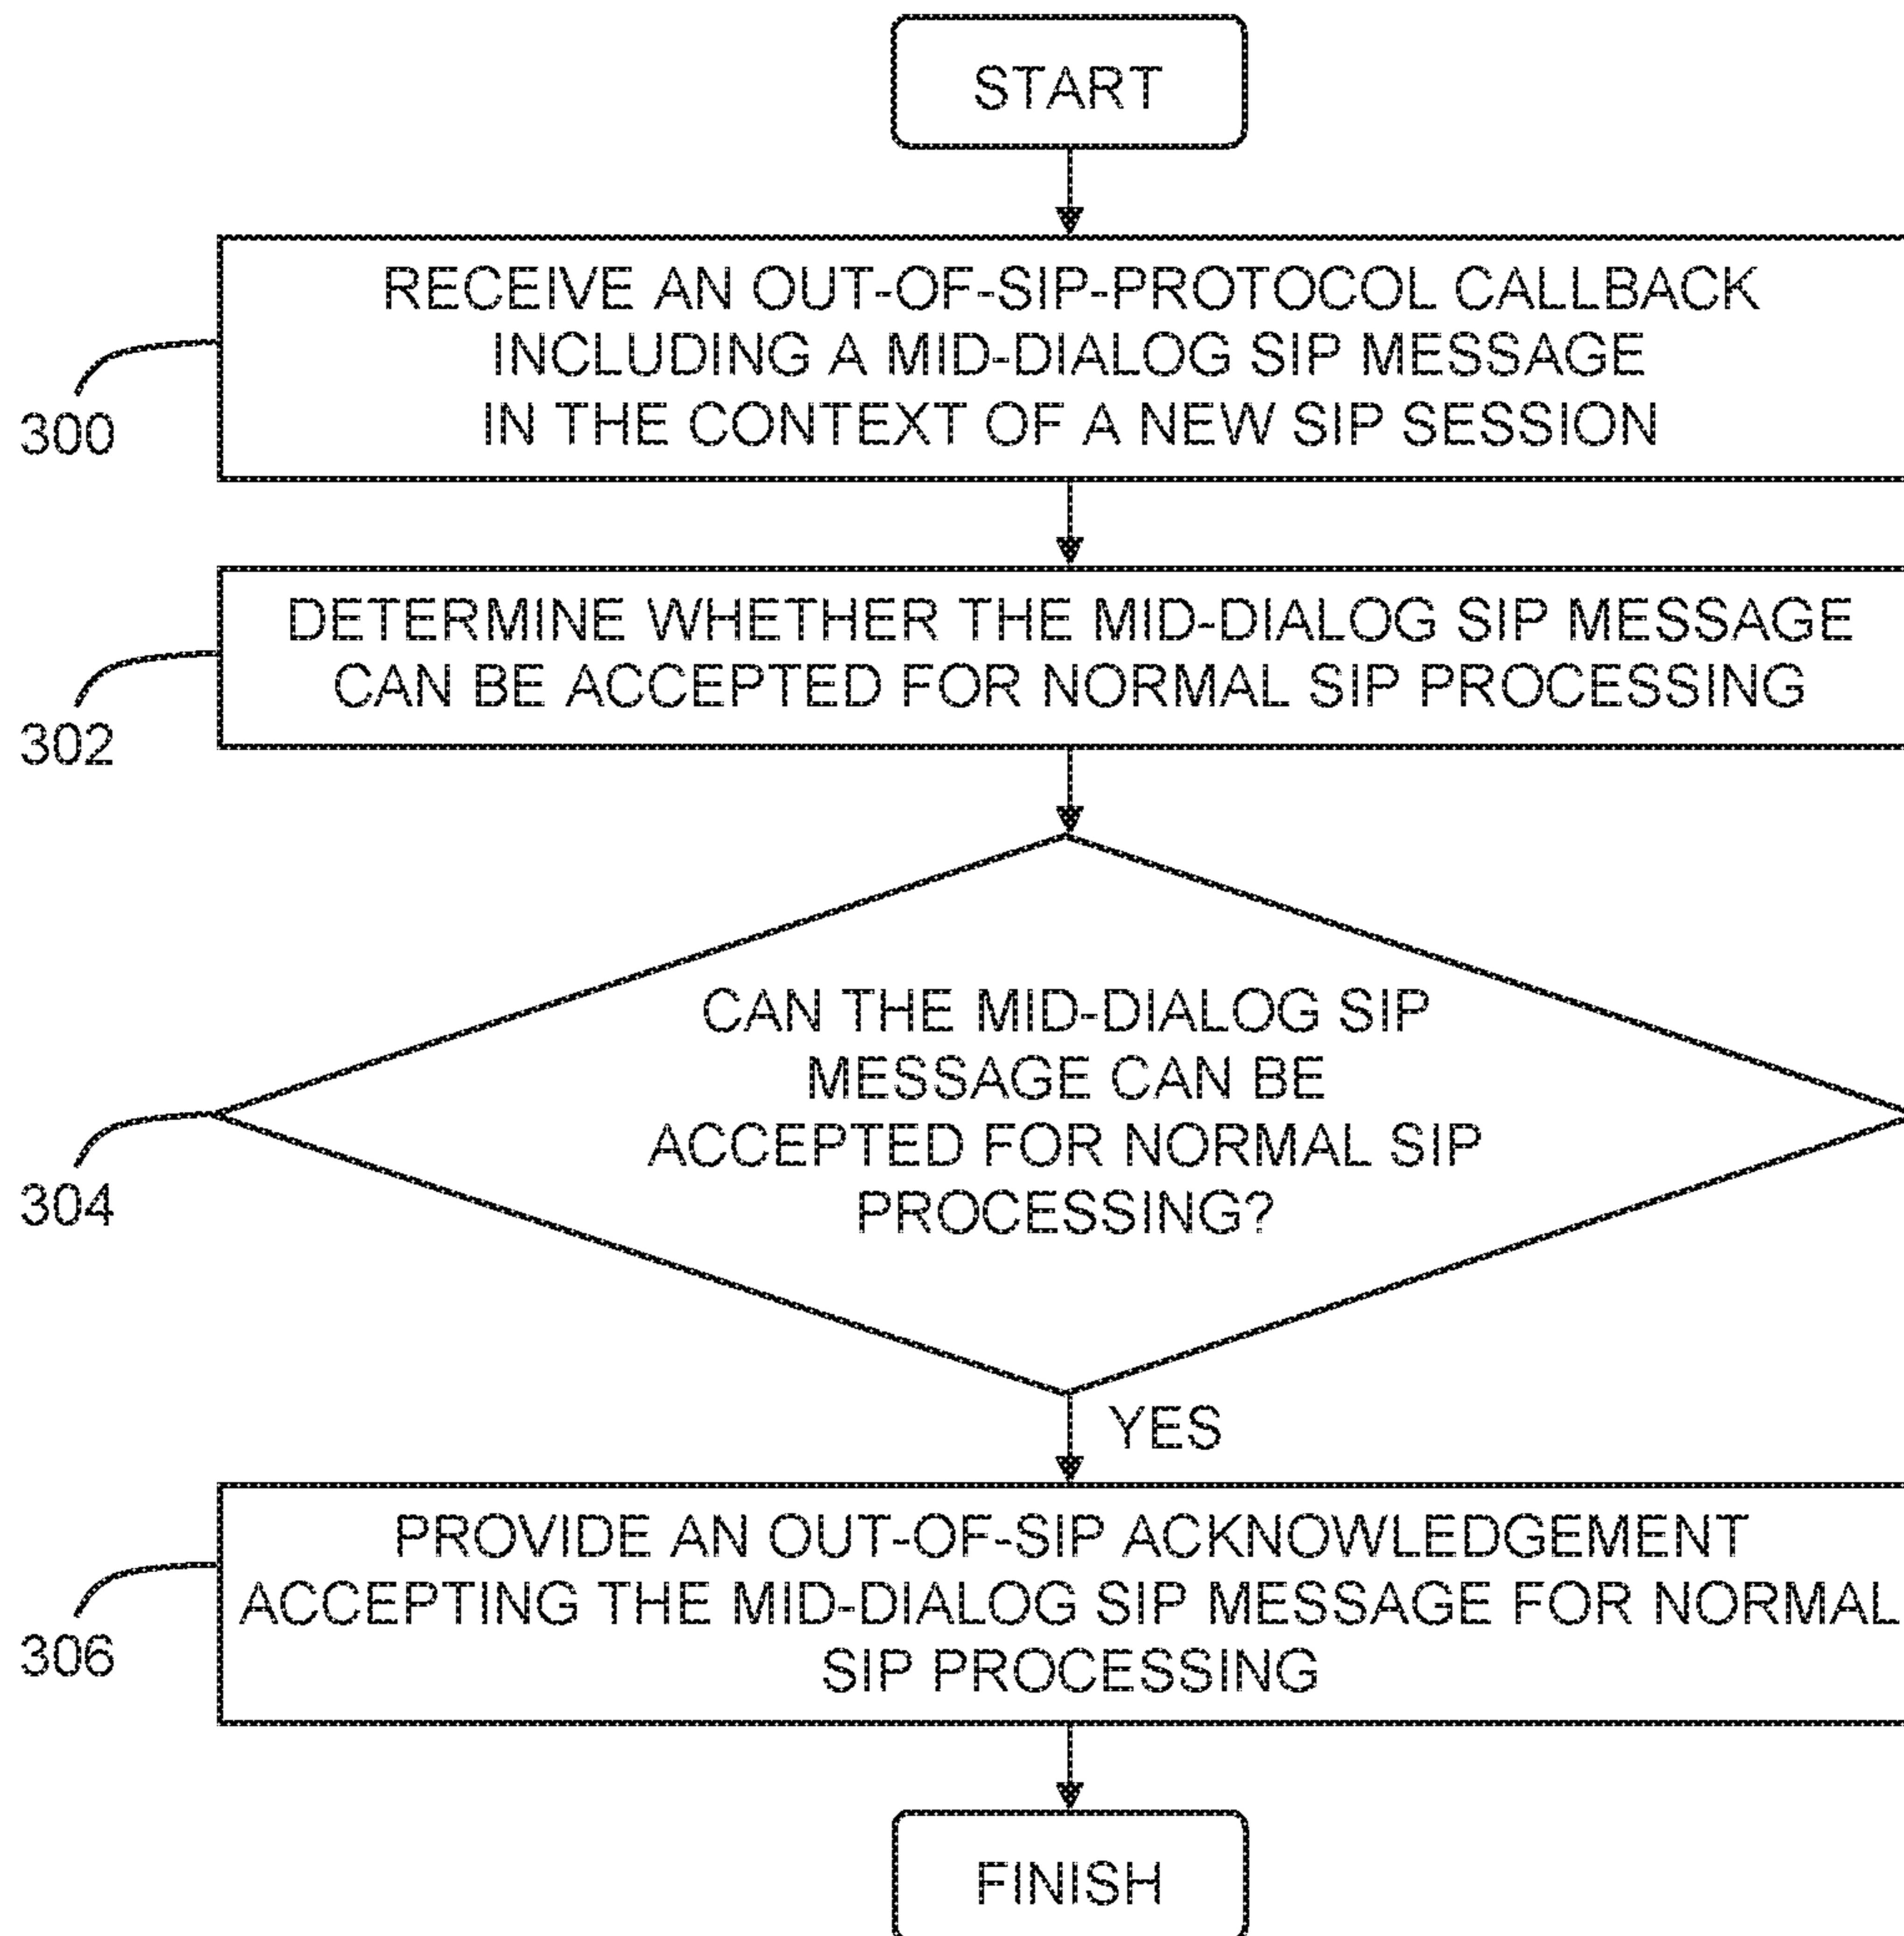 START
RECEIVE AN OUT-OF-SIP-PROTOCOL CALLBACK
INCLUDING A MID-DIALOG SIP MESSAGE
IN THE CONTEXT OF A NEW SIP SESSION
300
DETERMINE WHETHER THE MID-DIALOG SIP MESSAGE
CAN BE ACCEPTED FOR NORMAL SIP PROCESSING
302
CAN THE MID-DIALOG SIP
MESSAGE CAN BE
ACCEPTED FOR NORMAL SIP
PROCESSING?
304
YES
PROVIDE AN OUT-OF-SIP ACKNOWLEDGEMENT
ACCEPTING THE MID-DIALOG SIP MESSAGE FOR NORMAL
SIP PROCESSING
306
FINISH